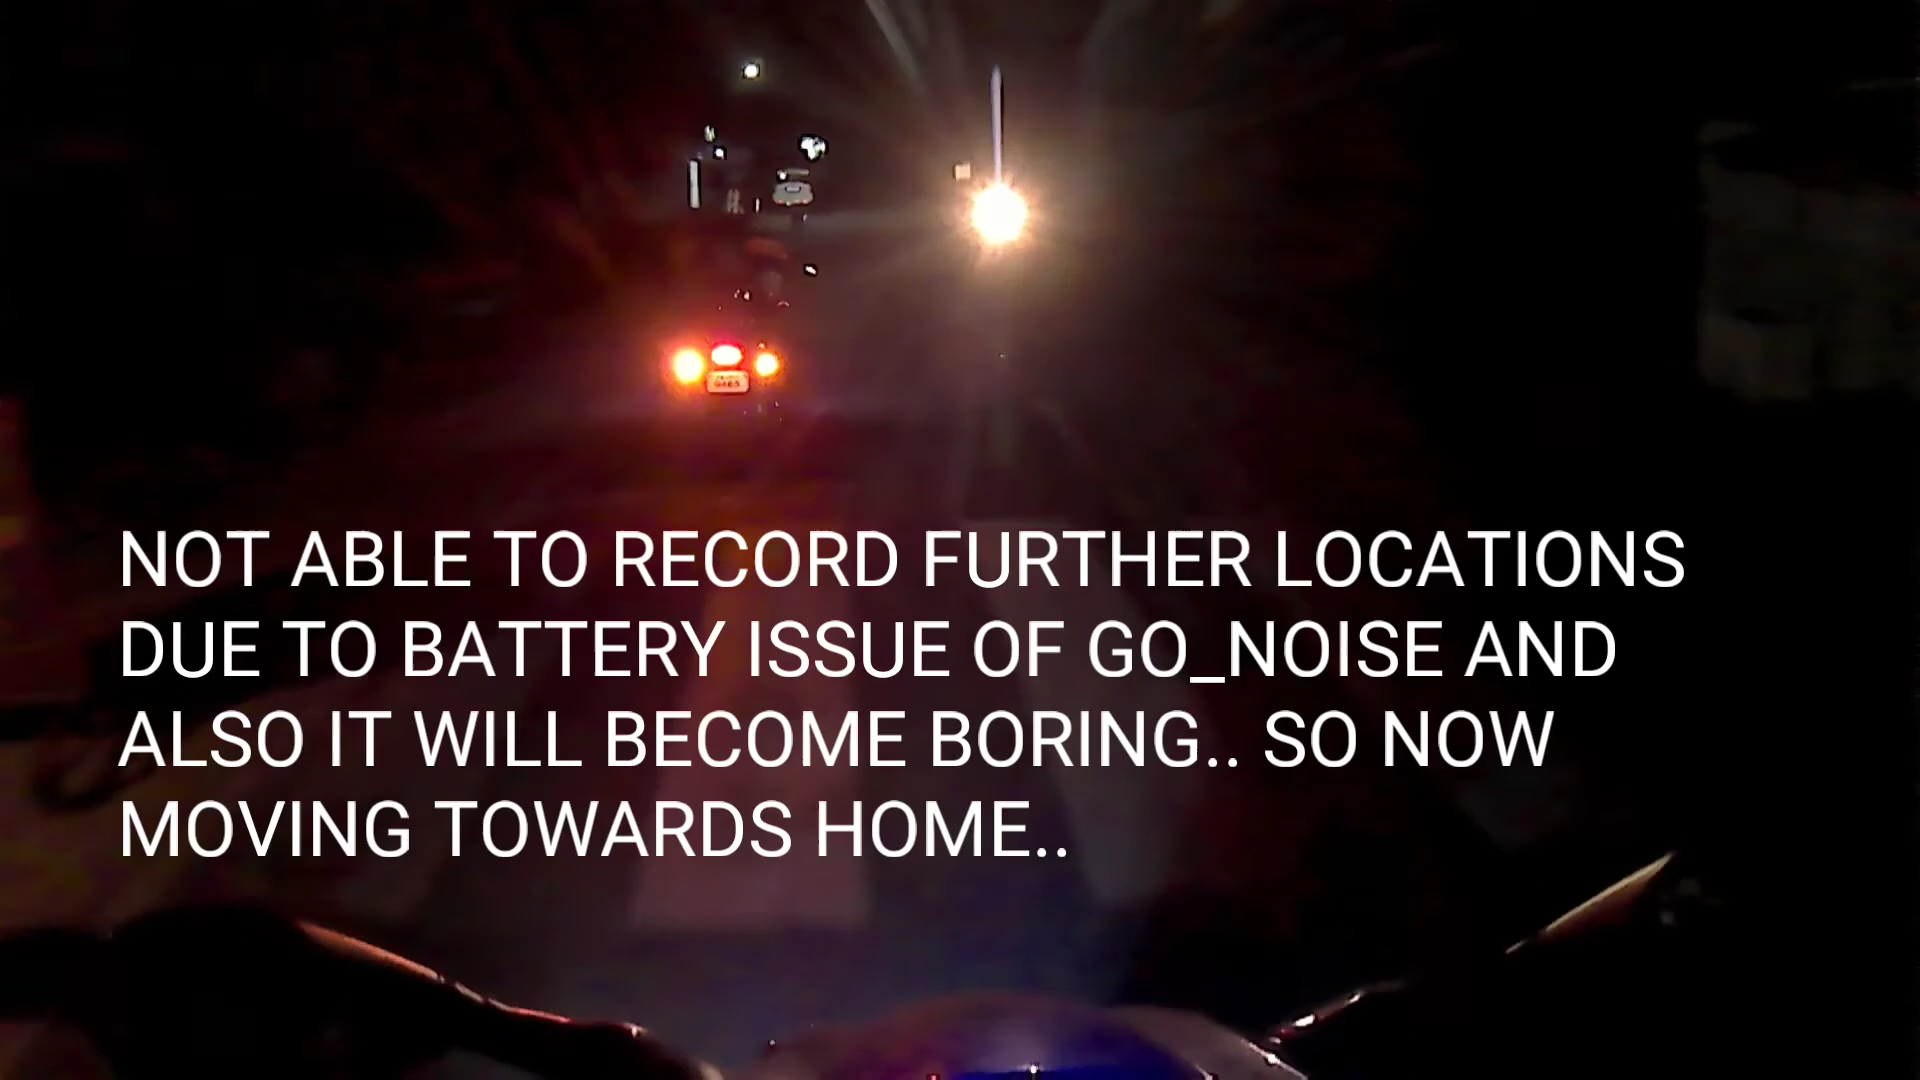 NOT ABLE TO RECORD FURTHER LOCATIONS
DUE TO BATTERY ISSUE OF GO_NOISE AND
ALSO IT WILL BECOME BORING.. SO NOW
MOVING TOWARDS HOME..